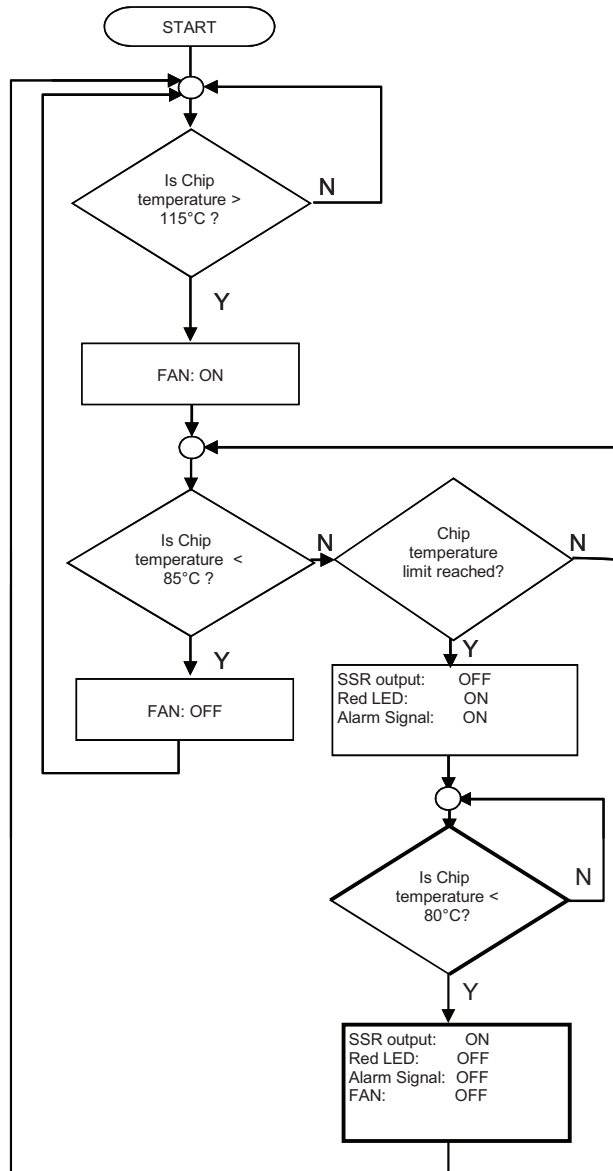 START
Is Chip
temperature >
115°C ?
N
Y
FAN: ON
Is Chip
temperature <
85°C ?
N
Y
Chip
temperature
limit reached?
N
Y
FAN: OFF
SSR output: OFF
Red LED: ON
Alarm Signal: ON
Is Chip
temperature <
80°C?
N
Y
SSR output: ON
Red LED: OFF
Alarm Signal: OFF
FAN: OFF